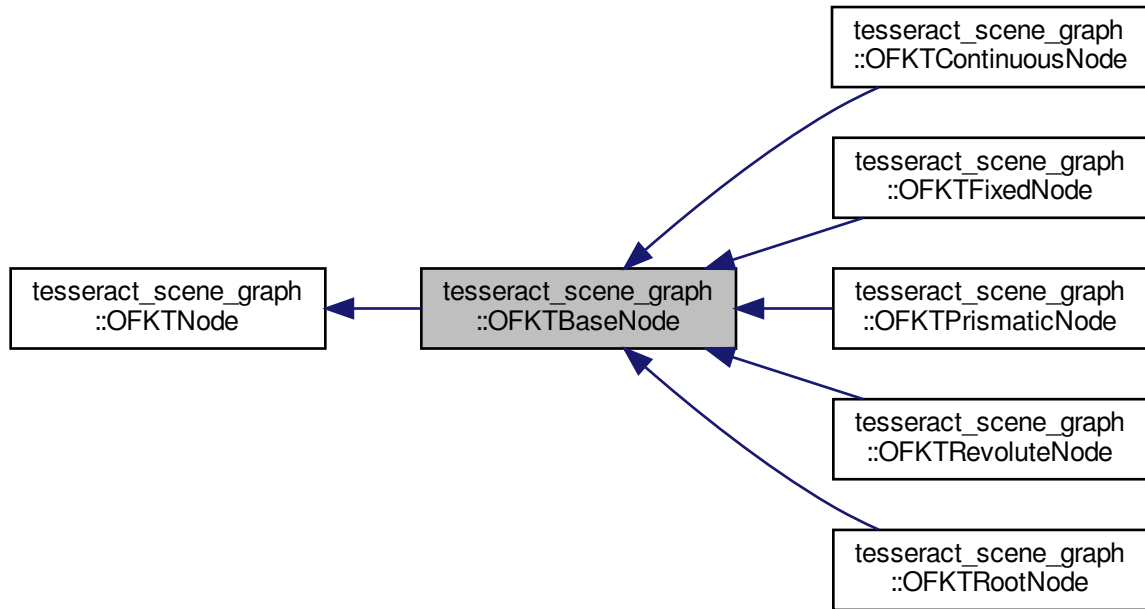 tesseract_scene_graph
::OFKTNode
tesseract_scene_graph
::OFKTBaseNode
tesseract_scene_graph
::OFKTContinuousNode
tesseract_scene_graph
::OFKTFixedNode
tesseract_scene_graph
::OFKTPrismaticNode
tesseract_scene_graph
::OFKTRevoluteNode
tesseract_scene_graph
::OFKTRootNode